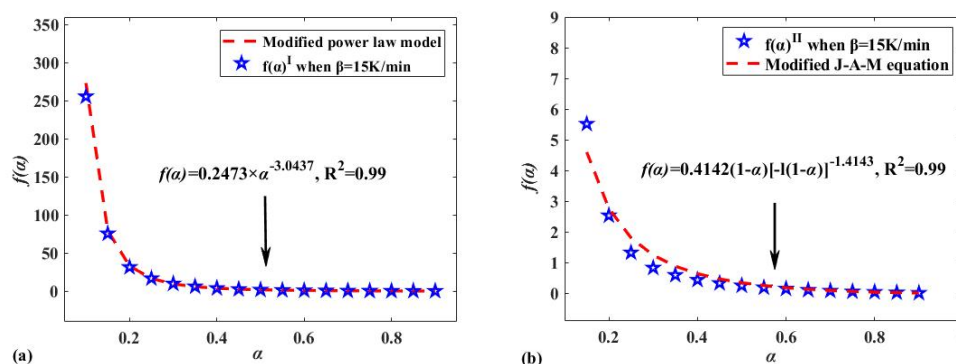 350
300
250
200
150
100
50
0
f(α)
Modified power law model
f(α)^I when β=15K/min
f(α)=0.2473×α^-3.0437, R^2=0.99
0.2 0.4 0.6 0.8
α
(a)
9
8
7
6
5
4
3
2
1
0
f(α)
f(α)^II when β=15K/min
Modified J-A-M equation
f(α)=0.4142(1-α)[-l(1-α)]^-1.4143, R^2=0.99
0.2 0.4 0.6 0.8
α
(b)